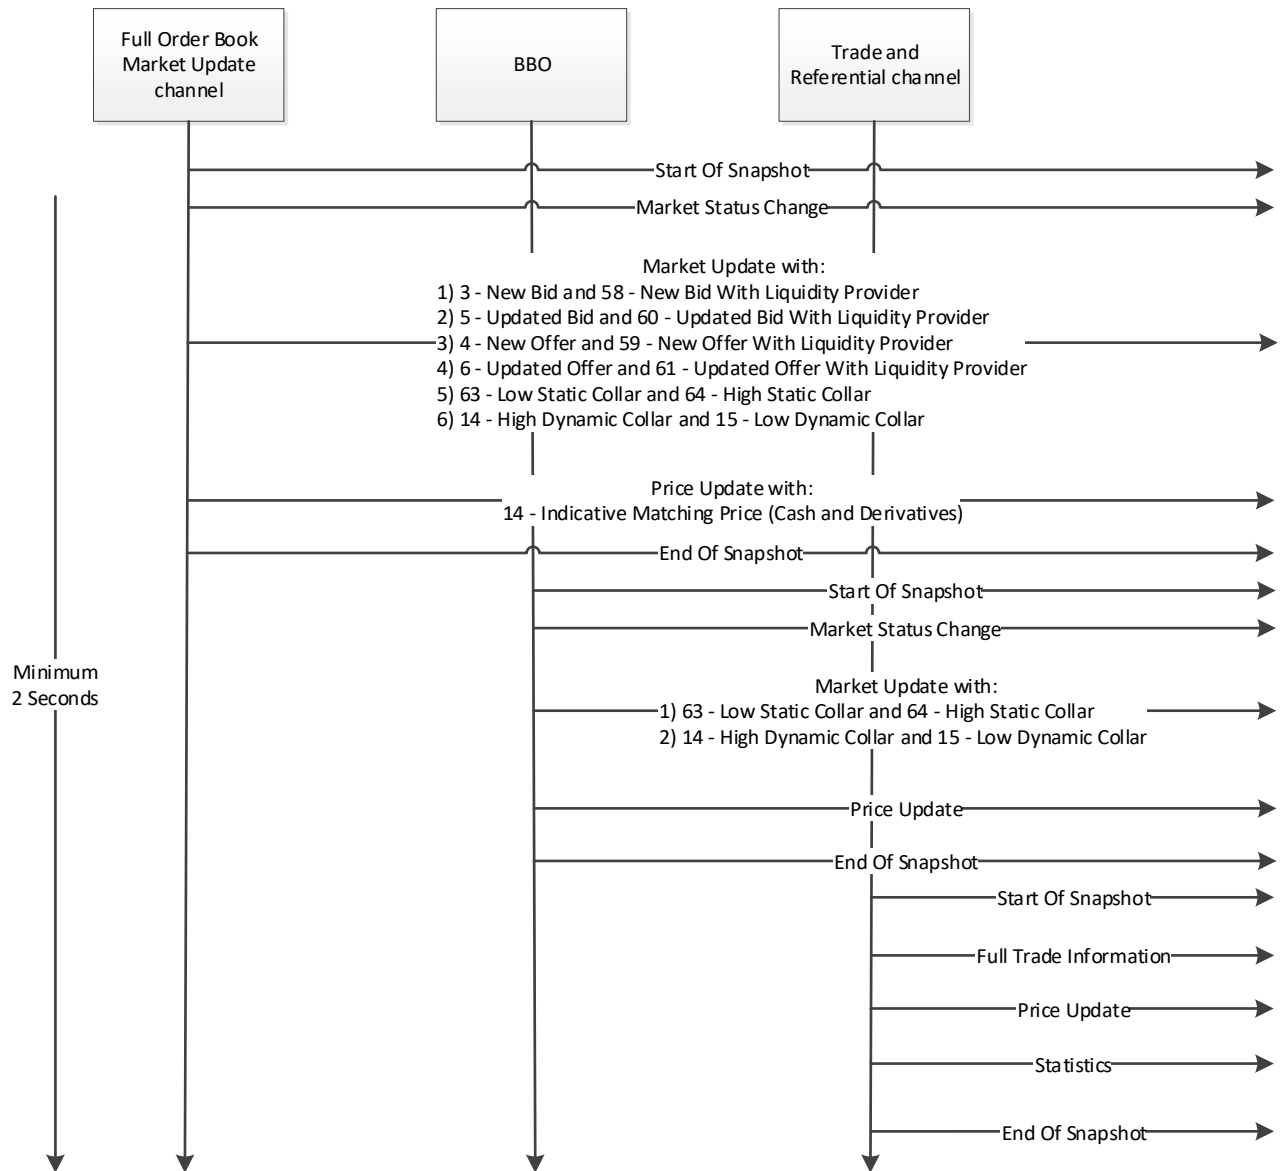 Full Order Book
Market Update
channel
BBO
Trade and
Referential channel
Start Of Snapshot
Market Status Change
Market Update with:
1) 3 - New Bid and 58 - New Bid With Liquidity Provider
2) 5 - Updated Bid and 60 - Updated Bid With Liquidity Provider
3) 4 - New Offer and 59 - New Offer With Liquidity Provider
4) 6 - Updated Offer and 61 - Updated Offer With Liquidity Provider
5) 63 - Low Static Collar and 64 - High Static Collar
6) 14 - High Dynamic Collar and 15 - Low Dynamic Collar
Price Update with:
14 - Indicative Matching Price (Cash and Derivatives)
End Of Snapshot
Start Of Snapshot
Market Status Change
Minimum
2 Seconds
Market Update with:
1) 63 - Low Static Collar and 64 - High Static Collar
2) 14 - High Dynamic Collar and 15 - Low Dynamic Collar
Price Update
End Of Snapshot
Start Of Snapshot
Full Trade Information
Price Update
Statistics
End Of Snapshot